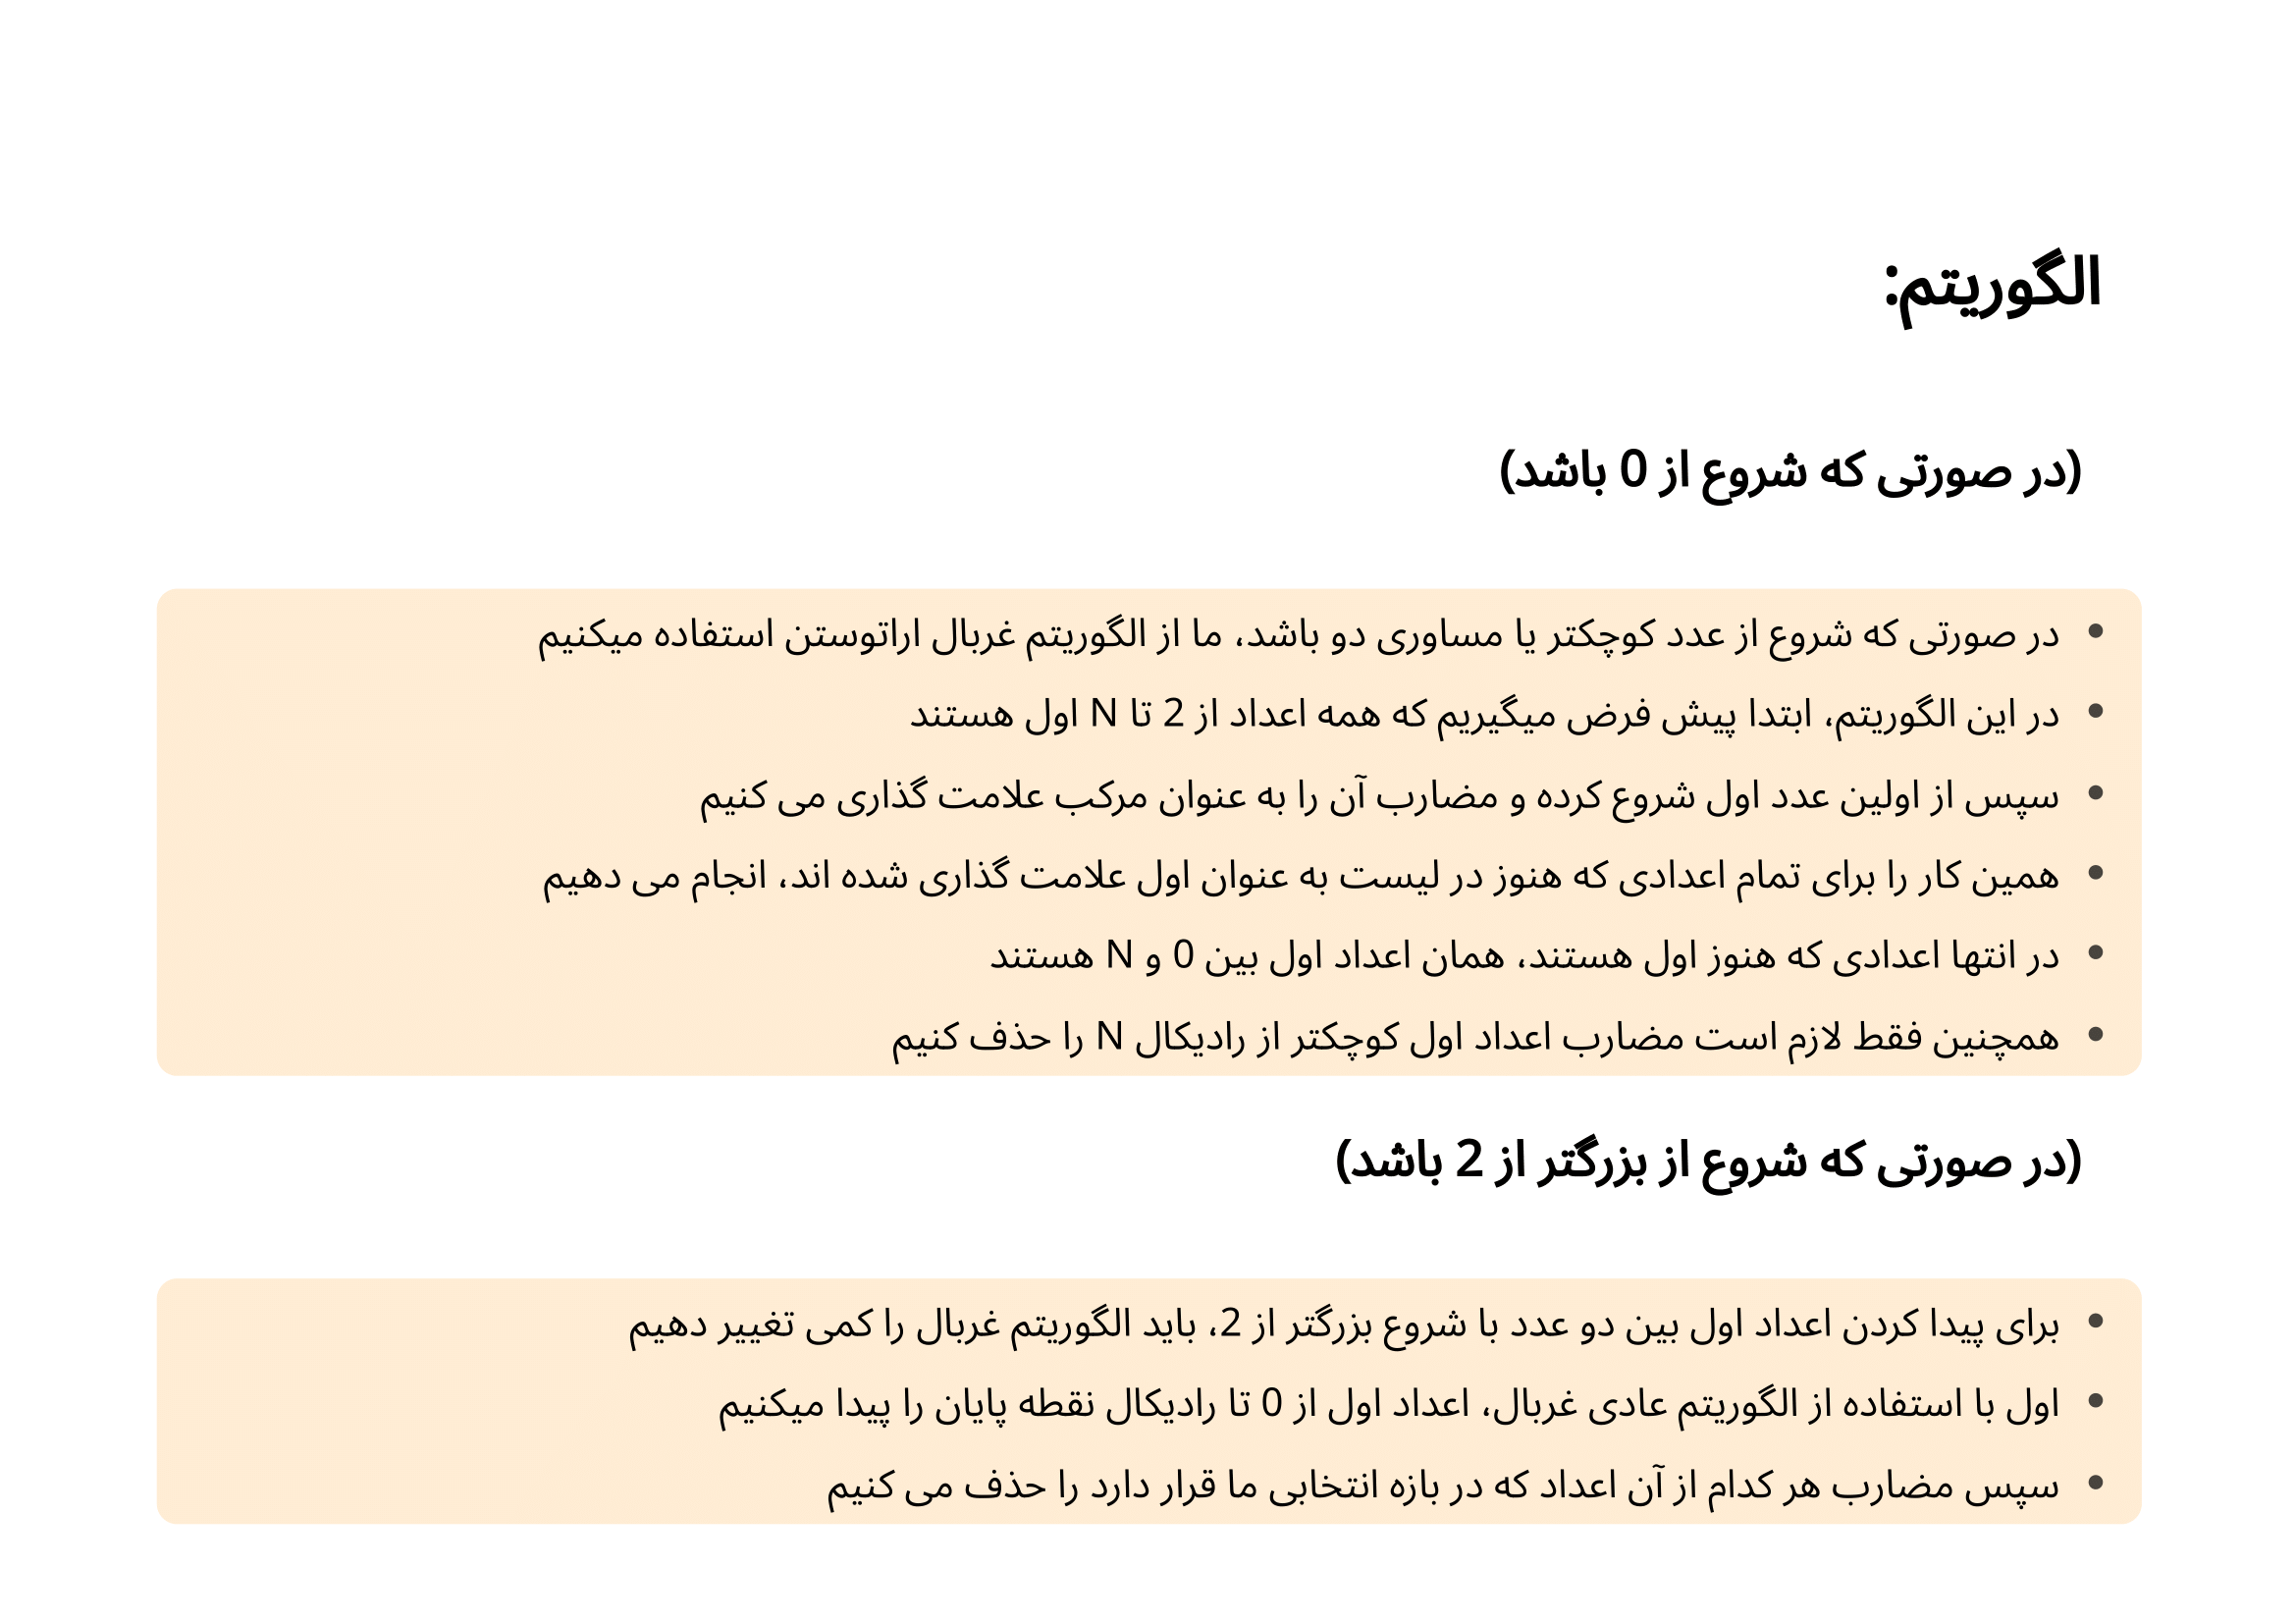 الگوریتم:
(در صورتی که شروع از 0 باشد)
• در صورتی که شروع از عدد کوچکتر یا مساوری دو باشد، ما از الگوریتم غربال اراتوستن استفاده میکنیم
• در این الگوریتم، ابتدا پیش فرض میگیریم که همه اعداد از 2 تا N اول هستند
• سپس از اولین عدد اول شروع کرده و مضارب آن را به عنوان مرکب علامت گذاری می کنیم
• همین کار را برای تمام اعدادی که هنوز در لیست به عنوان اول علامت گذاری شده اند، انجام می دهیم
• در انتها اعدادی که هنوز اول هستند، همان اعداد اول بین 0 و N هستند
• همچنین فقط لازم است مضارب اعداد اول کوچکتر از رادیکال N را حذف کنیم
(در صورتی که شروع از بزرگتر از 2 باشد)
• برای پیدا کردن اعداد اول بین دو عدد با شروع بزرگتر از 2، باید الگوریتم غربال را کمی تغییر دهیم
• اول با استفاده از الگوریتم عادی غربال، اعداد اول از 0 تا رادیکال نقطه پایان را پیدا میکنیم
• سپس مضارب هر کدام از آن اعداد که در بازه انتخابی ما قرار دارد را حذف می کنیم